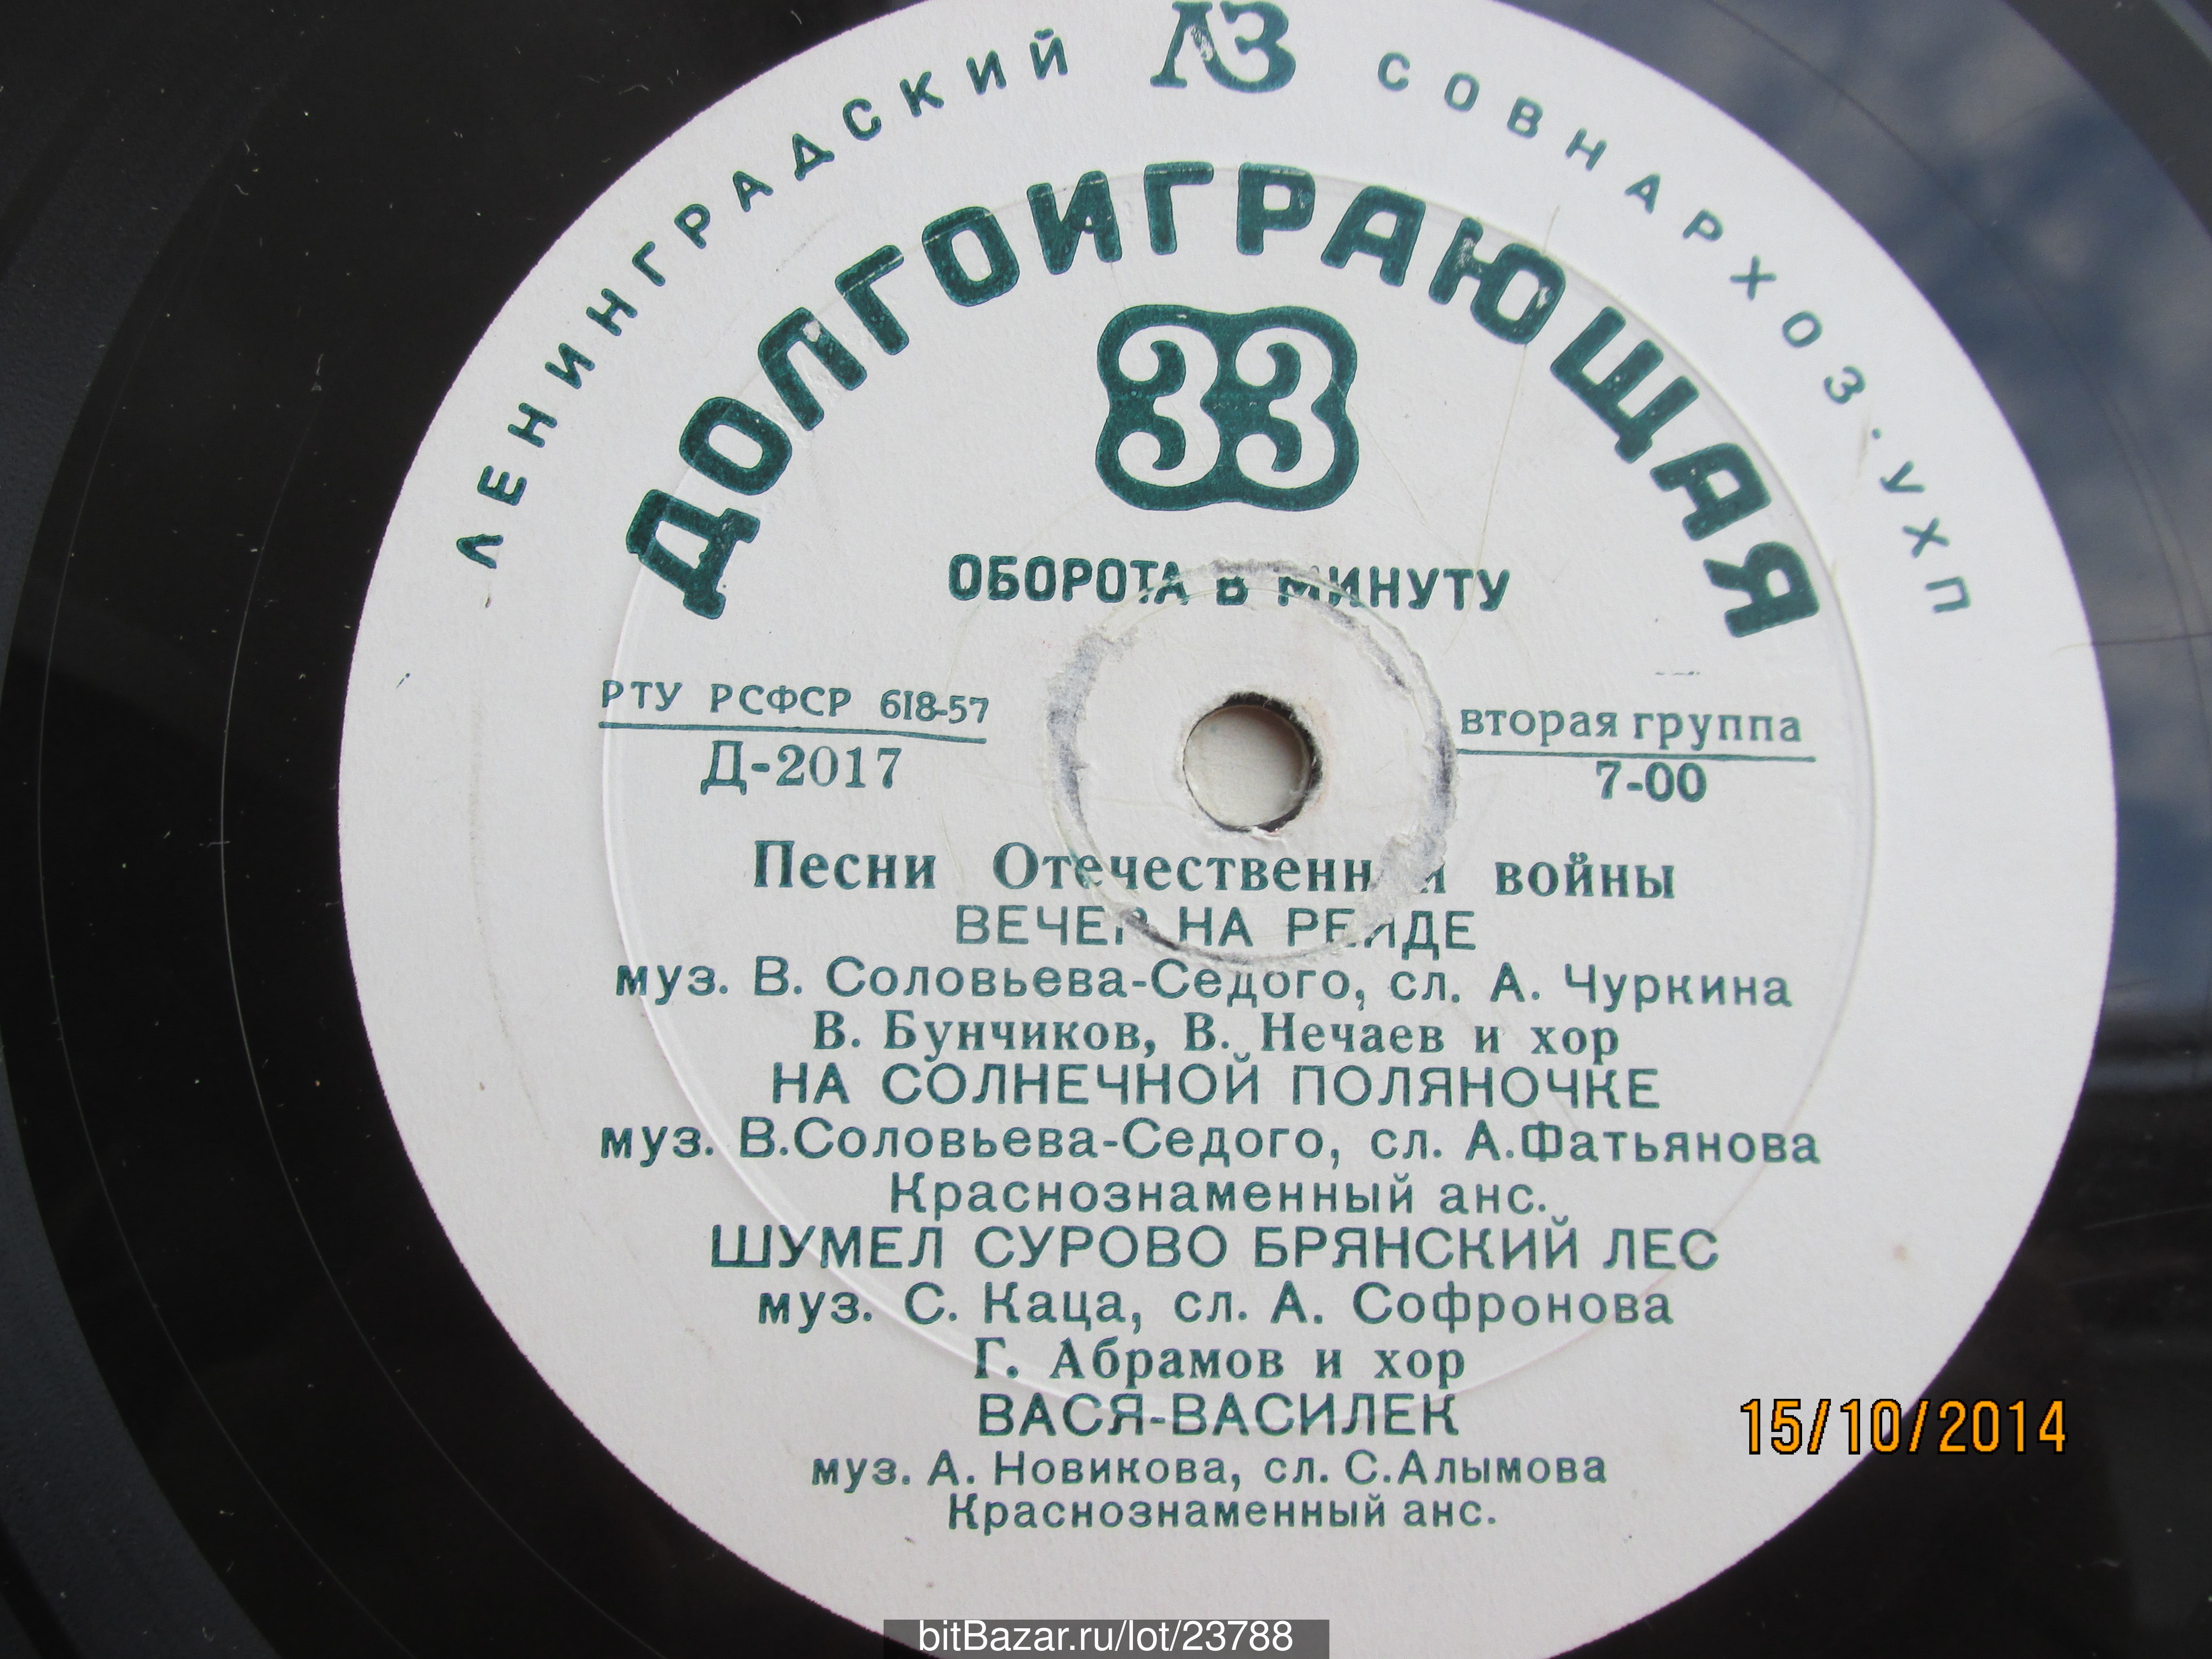 ЛЕНИНГРАДСКИЙ ЛЗ СОВНАРХОЗ · УХП
ДОЛГОИГРАЮЩАЯ
33
ОБОРОТА В МИНУТУ
РТУ РСФСР 618-57
Д-2017
вторая группа
7-00
Песни войны
ВЕЧЕР НА РЕЙДЕ
муз. В. Соловьева-Седого, сл. А. Чуркина
В. Бунчиков, В. Нечаев и хор
НА СОЛНЕЧНОЙ ПОЛЯНОЧКЕ
муз. В.Соловьева-Седого, сл. А.Фатьянова
Краснознаменный анс.
ШУМЕЛ СУРОВО БРЯНСКИЙ ЛЕС
муз. С. Каца, сл. А. Софронова
Г. Абрамов и хор
ВАСЯ-ВАСИЛЕК
муз. А. Новикова, сл. С.Алымова
Краснознаменный анс.
15/10/2014
bitBazar.ru/lot/23788